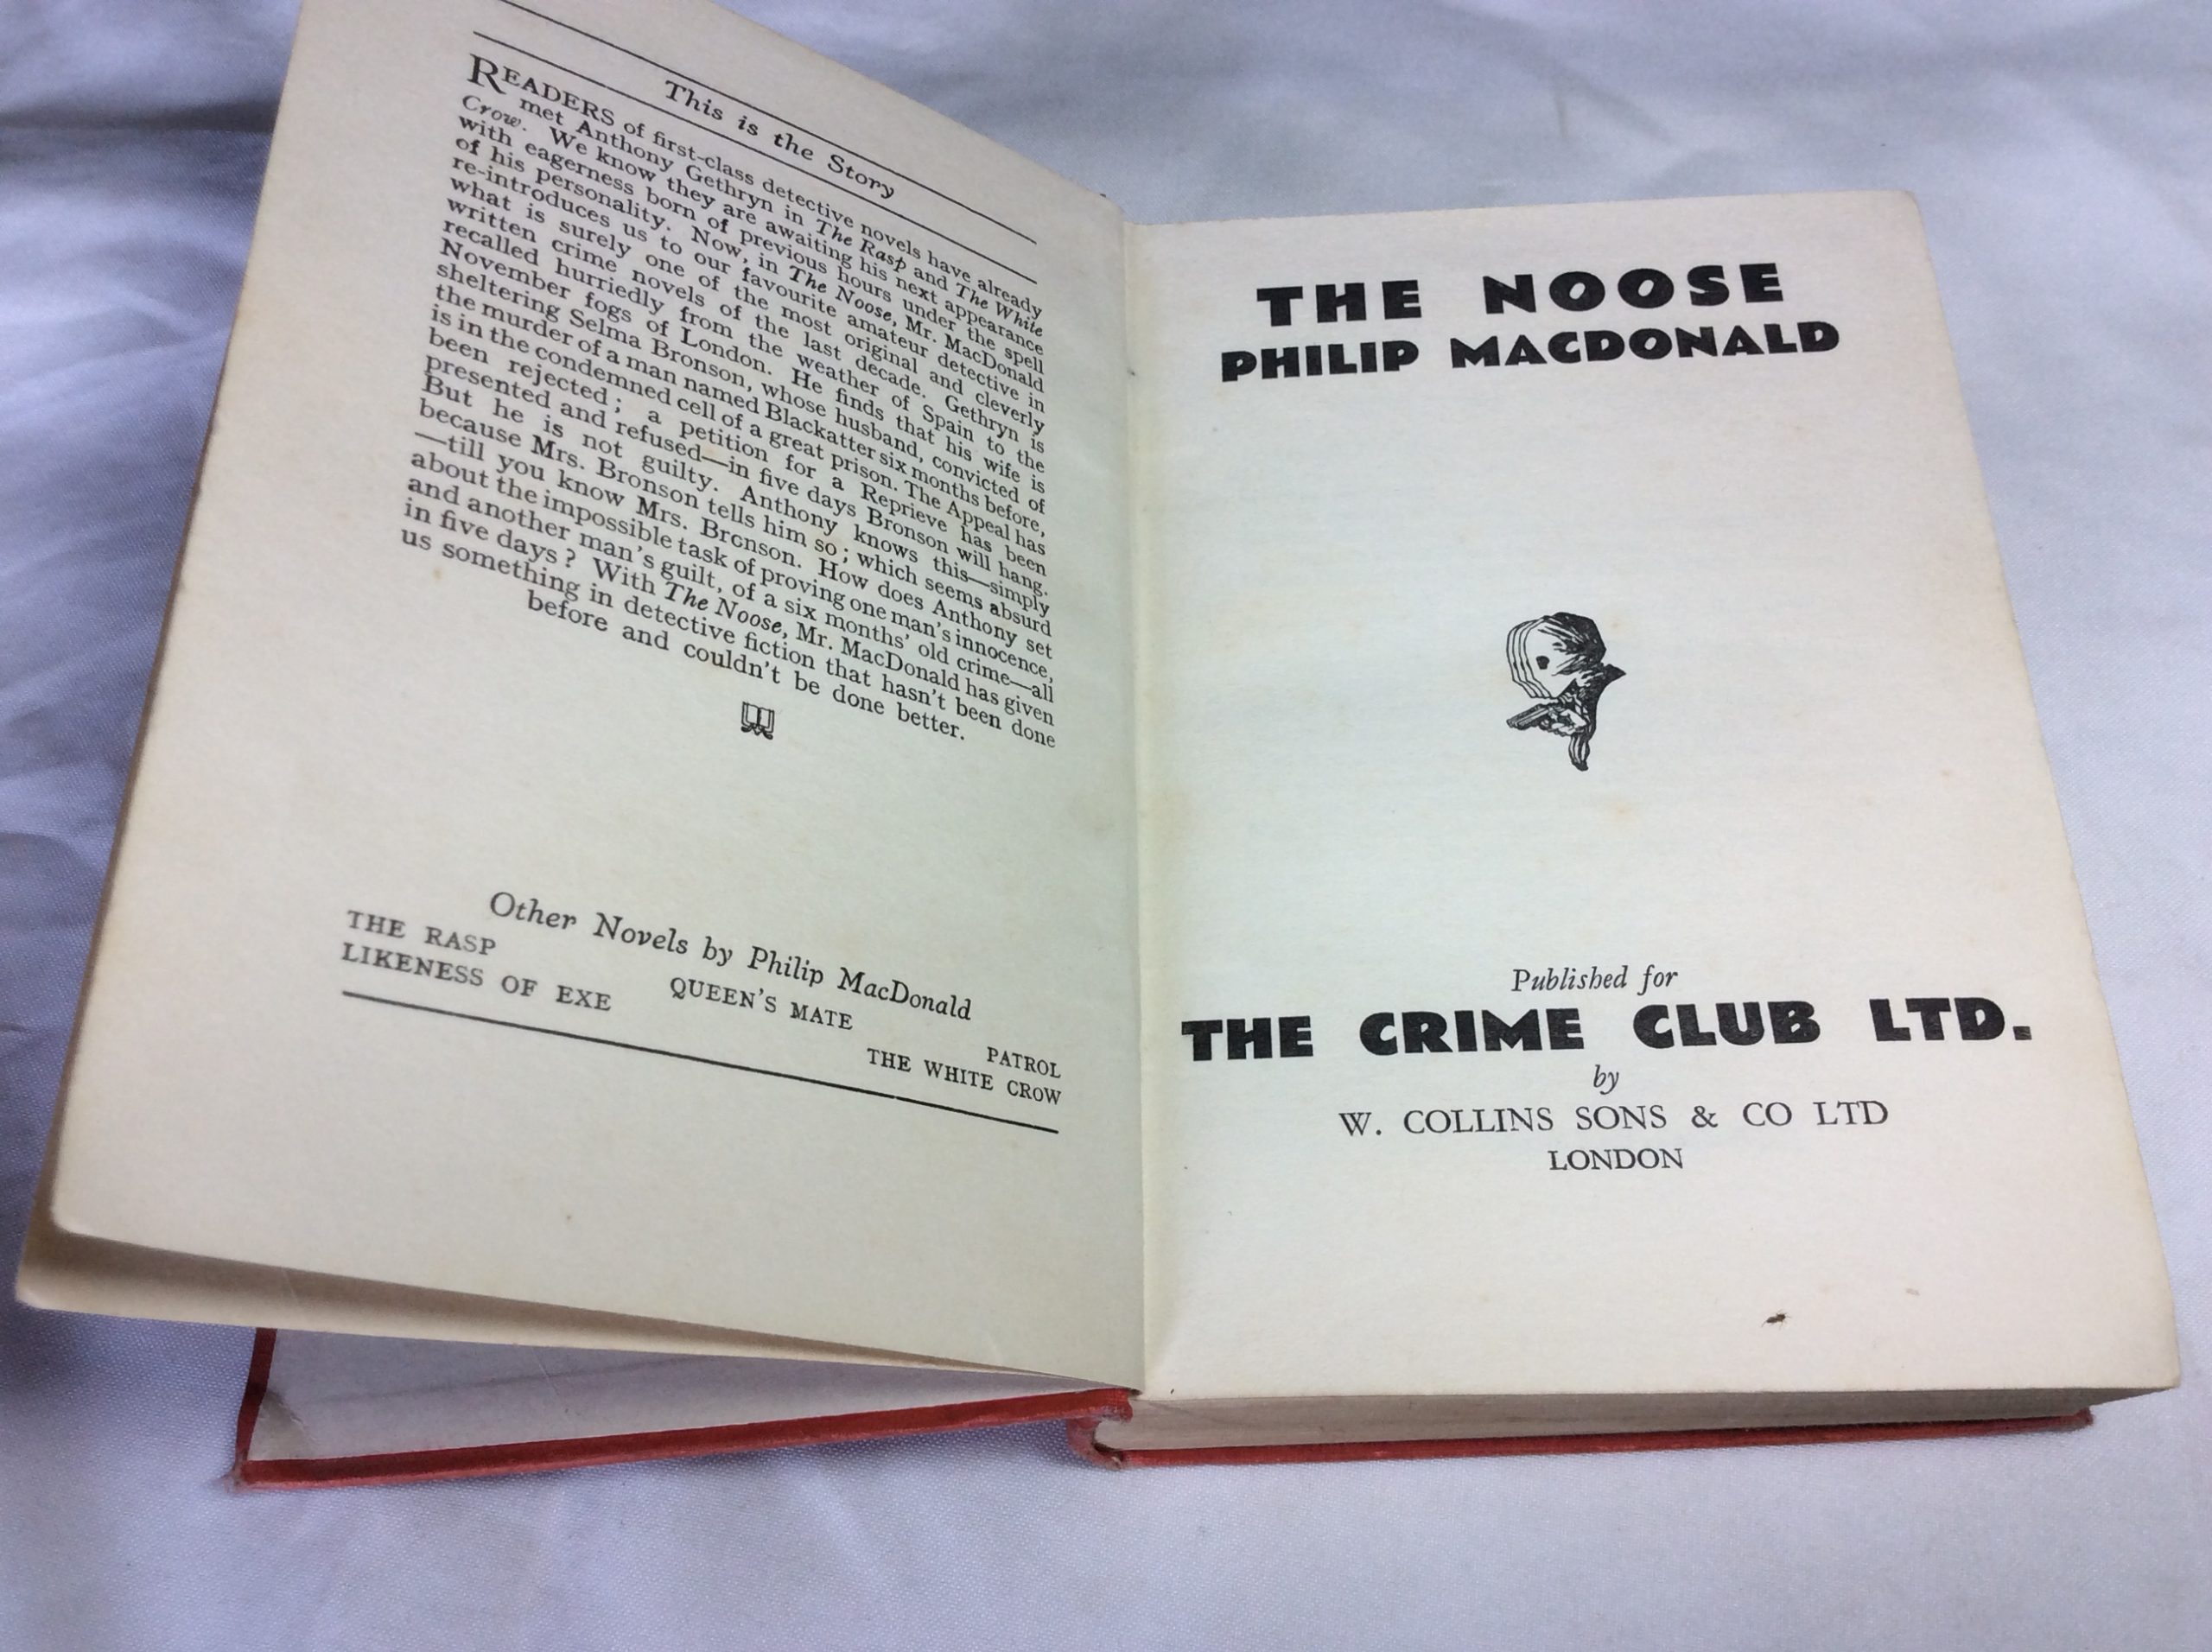 This is the Story
READERS of first-class detective novels have already
met Anthony Gethryn in The Rasp and The White
Crow. We know they are awaiting his next appearance
with eagerness born of previous hours under the spell
of his personality. Now, in The Noose, Mr. MacDonald
re-introduces us to our favourite amateur detective in
what is surely one of the most original and cleverly
written crime novels of the last decade. Gethryn is
recalled hurriedly from the weather of Spain to the
November fogs of London. He finds that his wife is
sheltering Selma Bronson, whose husband, convicted of
the murder of a man named Blackatter six months before,
is in the condemned cell of a great prison. The Appeal has
been rejected; a petition for a Reprieve has been
presented and refused—in five days Bronson will hang.
But he is not guilty. Anthony knows this—simply
because Mrs. Bronson tells him so; which seems absurd
—till you know Mrs. Bronson. How does Anthony set
about the impossible task of proving one man's innocence,
and another man's guilt, of a six months' old crime—all
in five days? With The Noose, Mr. MacDonald has given
us something in detective fiction that hasn't been done
before and couldn't be done better.
Other Novels by Philip MacDonald
THE RASP QUEEN'S MATE PATROL
LIKENESS OF EXE THE WHITE CROW
THE NOOSE
PHILIP MACDONALD
Published for
THE CRIME CLUB LTD.
by
W. COLLINS SONS & CO LTD
LONDON